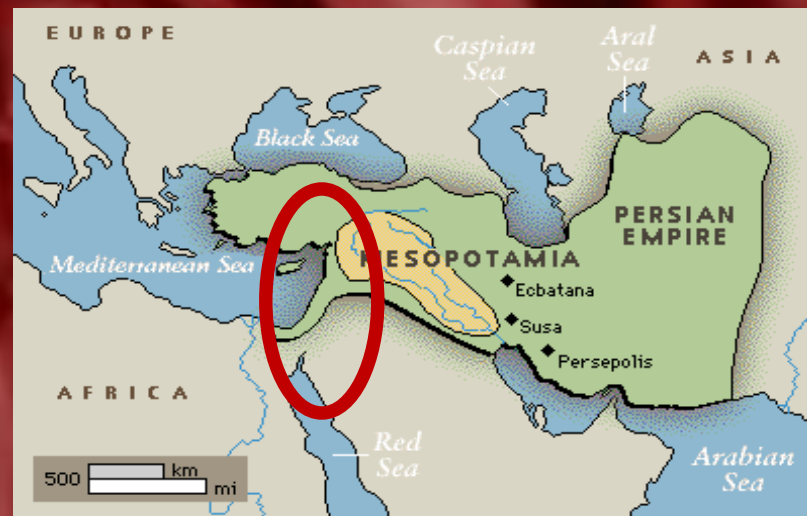 EUROPE
Caspian
Sea
Aral
Sea
ASIA
Black Sea
PERSIAN
EMPIRE
Mediterranean Sea
MESOPOTAMIA
Ecbatana
Susa
Persepolis
AFRICA
Red
Sea
Arabian
Sea
500
km
mi